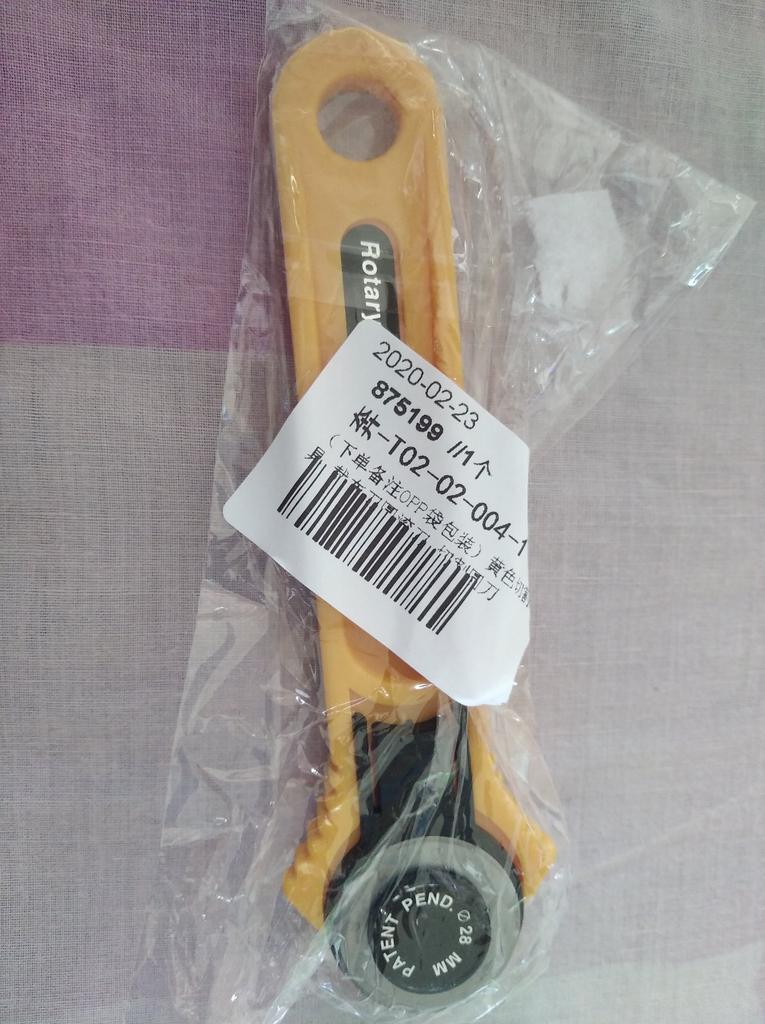 Rotary
2020-02-23
875199 //1个
奔-T02-02-004-1
（下单备注OPP袋包装）黄色切割
刀
PATENT PEND. Ø 28 MM